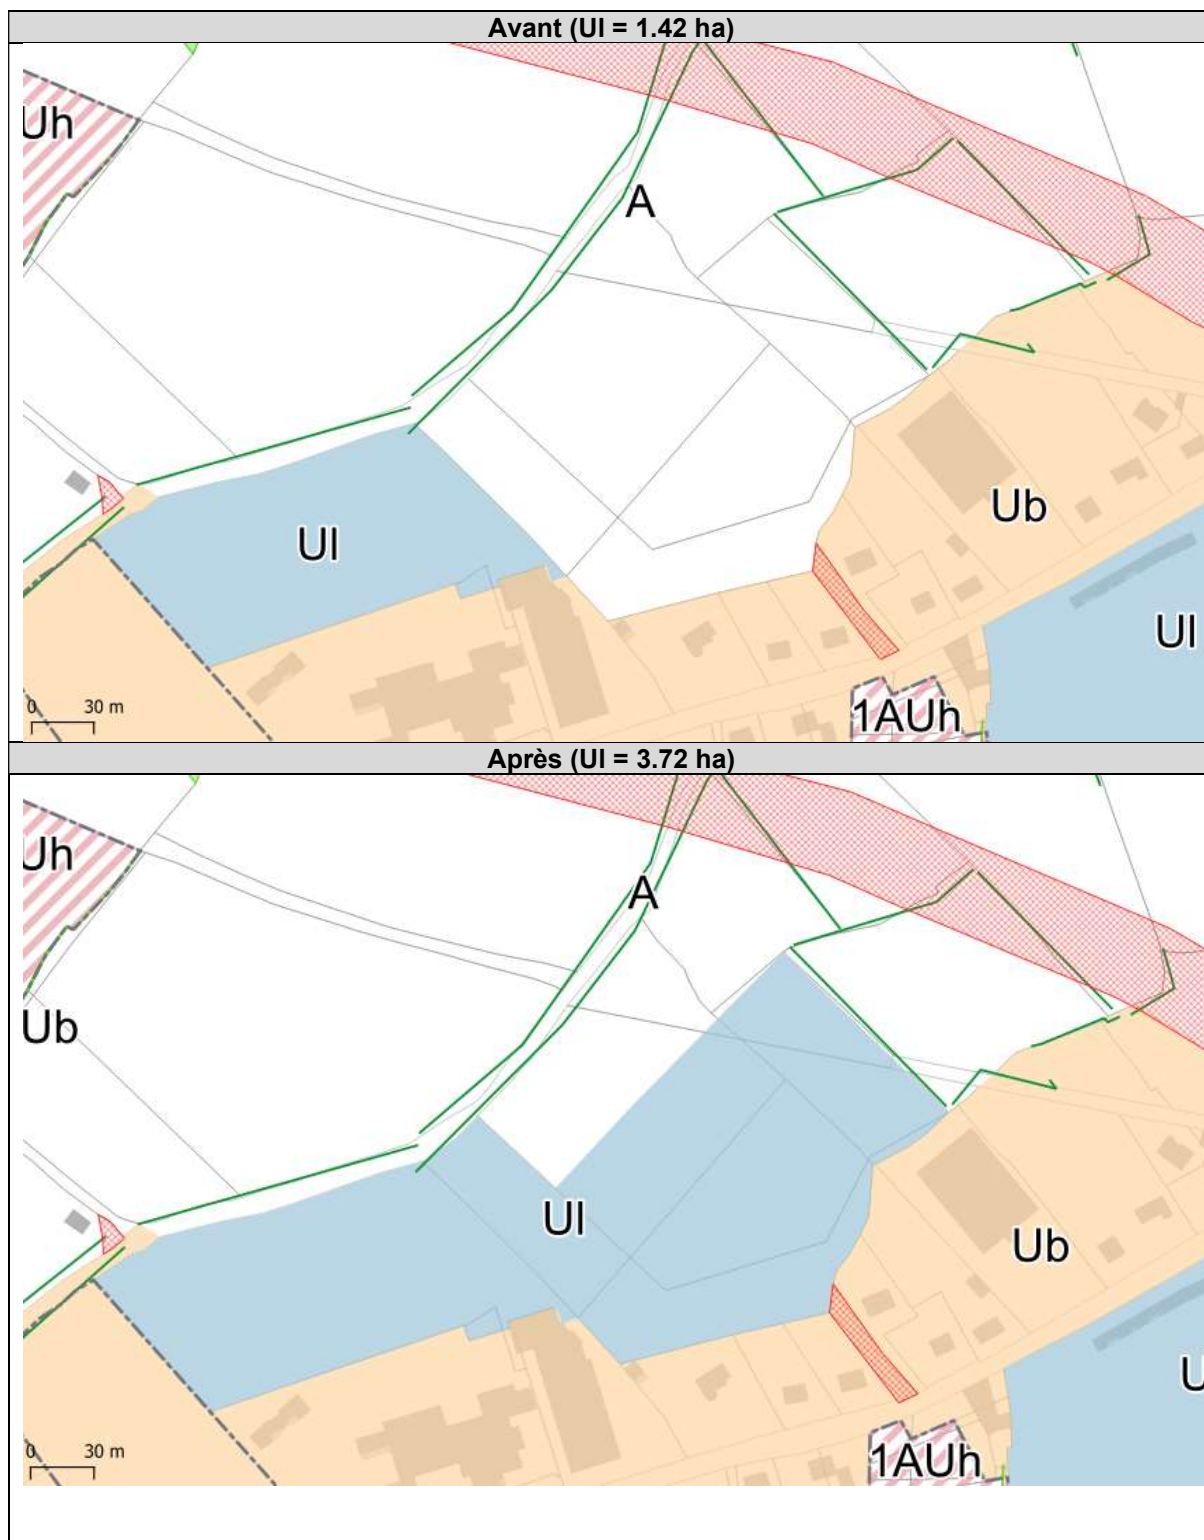 Avant (Ul = 1.42 ha)
Uh
A
Ub
Ul
Ul
1AUh
0 30 m
Après (Ul = 3.72 ha)
Uh
A
Ub
Ul
Ub
U
1AUh
0 30 m